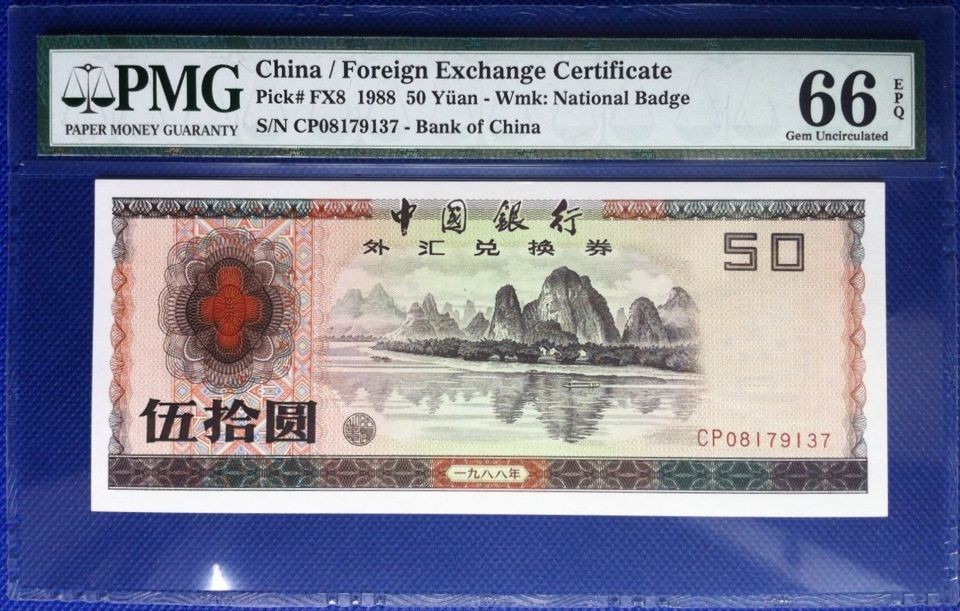 PMG
PAPER MONEY GUARANTY
China / Foreign Exchange Certificate
Pick# FX8 1988 50 Yüan - Wmk: National Badge
S/N CP08179137 - Bank of China
66
EPQ
Gem Uncirculated
中國銀行
外汇兑换券
50
伍拾圆
CP08179137
一九八八年